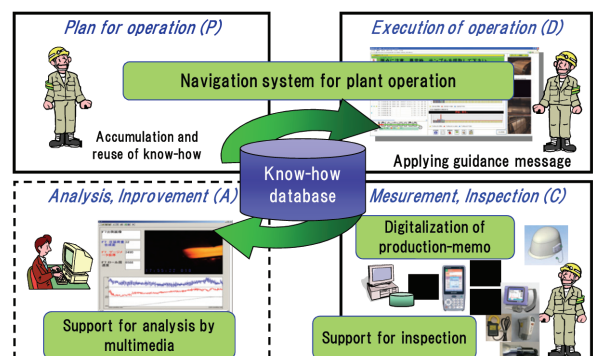 Plan for operation (P)
Execution of operation (D)
Navigation system for plant operation
Accumulation and
reuse of know-how
Applying guidance message
Know-how
database
Analysis, Inprovement (A)
Mesurement, Inspection (C)
Digitalization of
production-memo
Support for analysis by
multimedia
Support for inspection